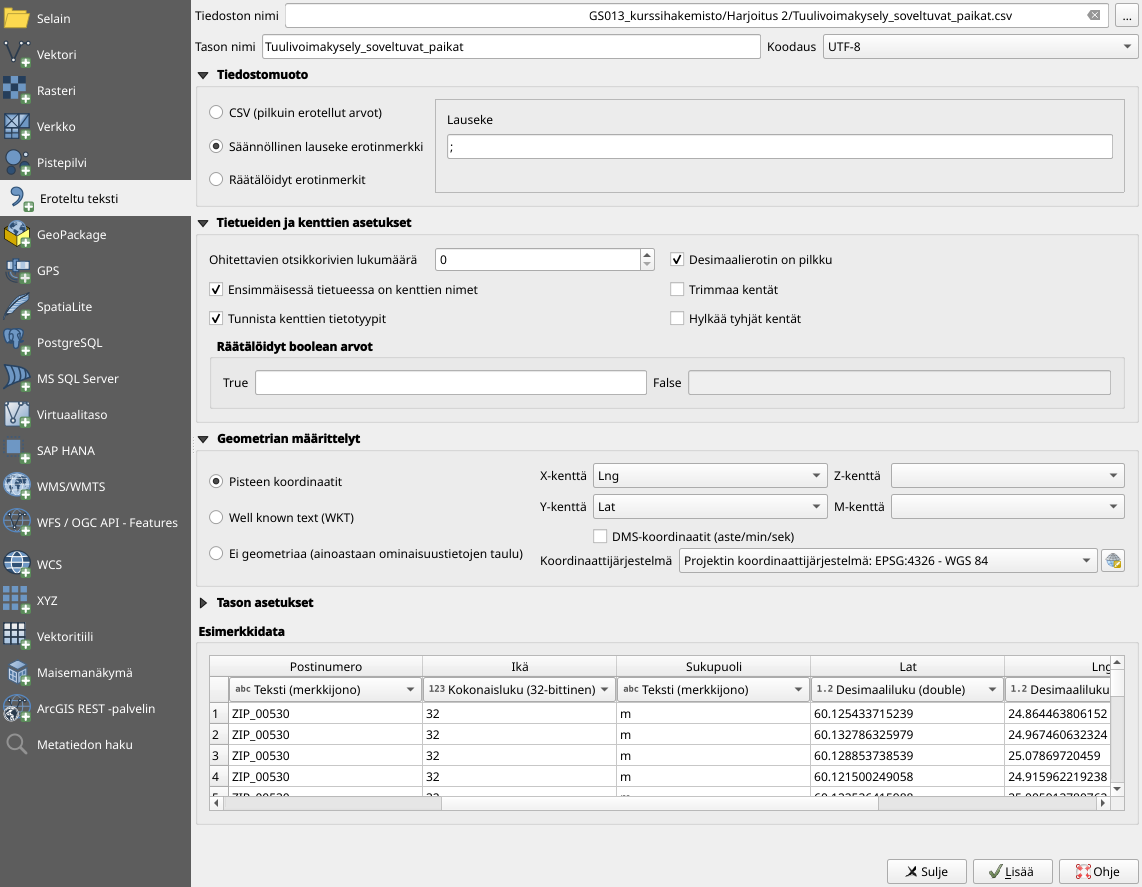 Selain
Vektori
Rasteri
Verkko
Pistepilvi
Eroteltu teksti
GeoPackage
GPS
SpatiaLite
PostgreSQL
MS SQL Server
Virtuaalitaso
SAP HANA
WMS/WMTS
WFS / OGC API - Features
WCS
XYZ
Vektoritiili
Maisemanäkymä
ArcGIS REST -palvelin
Metatiedon haku
Tiedoston nimi GS013_kurssihakemisto/Harjoitus 2/Tuulivoimakysely_soveltuvat_paikat.csv ...
Tason nimi Tuulivoimakysely_soveltuvat_paikat Koodaus UTF-8
Tiedostomuoto
CSV (pilkuin erotellut arvot)
Säännöllinen lauseke erotinmerkki
Räätälöidyt erotinmerkit
Lauseke
;
Tietueiden ja kenttien asetukset
Ohitettavien otsikkorivien lukumäärä 0 Desimaalierotin on pilkku
Ensimmäisessä tietueessa on kenttien nimet Trimmaa kentät
Tunnista kenttien tietotyypit Hylkää tyhjät kentät
Räätälöidyt boolean arvot
True False
Geometrian määrittelyt
Pisteen koordinaatit
Well known text (WKT)
Ei geometriaa (ainoastaan ominaisuustietojen taulu)
X-kenttä Lng Z-kenttä
Y-kenttä Lat M-kenttä
DMS-koordinaatit (aste/min/sek)
Koordinaattijärjestelmä Projektin koordinaattijärjestelmä: EPSG:4326 - WGS 84
Tason asetukset
Esimerkkidata
Postinumero Ikä Sukupuoli Lat Lng
abc Teksti (merkkijono) 123 Kokonaisluku (32-bittinen) abc Teksti (merkkijono) 1.2 Desimaaliluku (double) 1.2 Desimaaliluku
1 ZIP_00530 32 m 60.125433715239 24.864463806152
2 ZIP_00530 32 m 60.132786325979 24.967460632324
3 ZIP_00530 32 m 60.128853738539 25.07869720459
4 ZIP_00530 32 m 60.121500249058 24.915962219238
Sulje Lisää Ohje